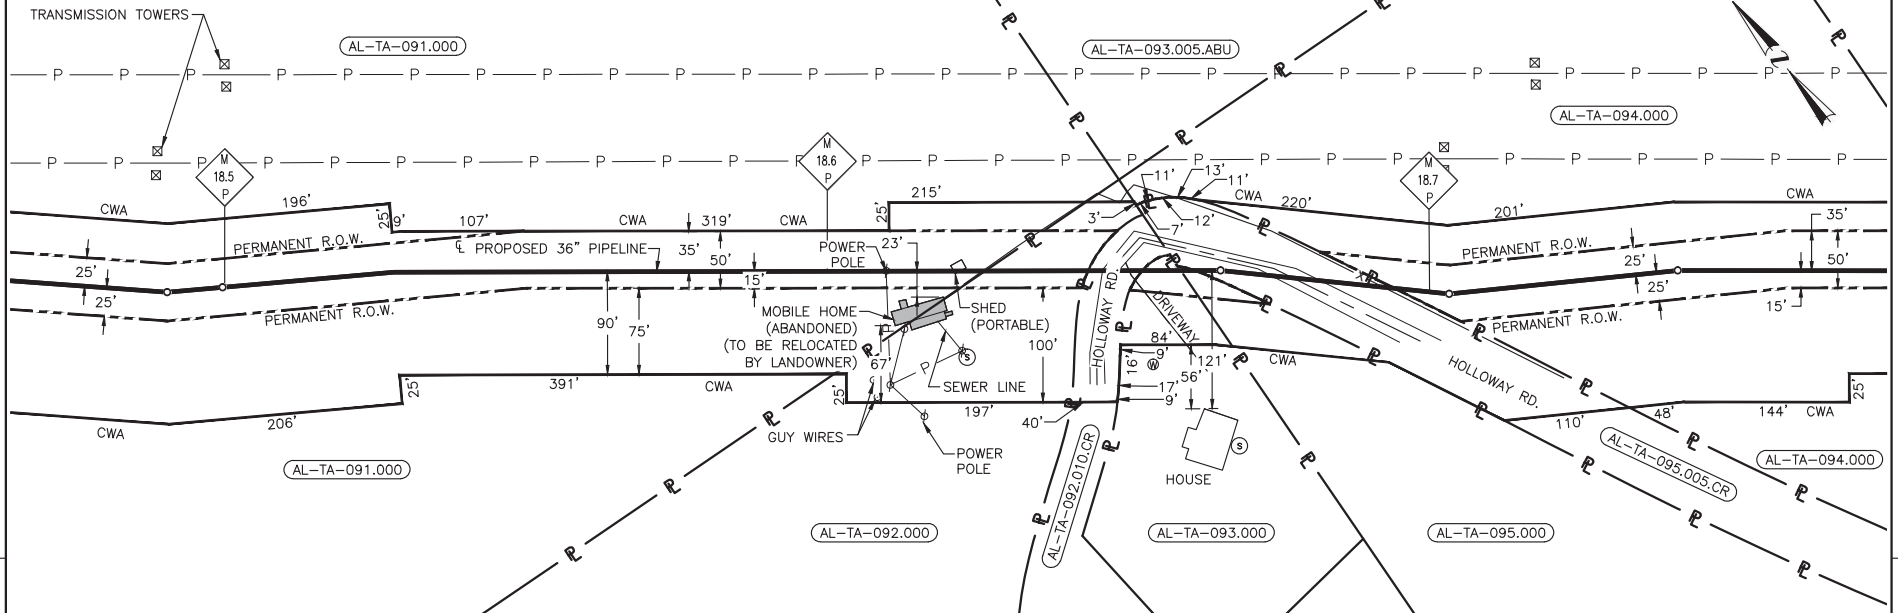 TRANSMISSION TOWERS
AL-TA-091.000
AL-TA-093.005.ABU
AL-TA-094.000
M
18.5
P
M
18.6
P
M
18.7
P
CWA
196'
25'
9'
107'
CWA
319'
CWA
25'
215'
11'
13'
11'
CWA
220'
201'
CWA
3'
12'
7'
35'
PERMANENT R.O.W.
℄ PROPOSED 36" PIPELINE
35'
50'
POWER
POLE
23'
PERMANENT R.O.W.
25'
50'
25'
25'
15'
25'
15'
PERMANENT R.O.W.
PERMANENT R.O.W.
90'
75'
MOBILE HOME
(ABANDONED)
(TO BE RELOCATED
BY LANDOWNER)
SHED
(PORTABLE)
100'
HOLLOWAY RD.
DRIVEWAY
84'
9'
16'
W
56'
121'
CWA
HOLLOWAY RD.
67'
P
S
SEWER LINE
17'
9'
25'
391'
CWA
25'
197'
40'
110'
48'
144'
CWA
25'
CWA
206'
GUY WIRES
POWER
POLE
HOUSE
S
AL-TA-091.000
AL-TA-092.010.CR
AL-TA-095.005.CR
AL-TA-094.000
AL-TA-092.000
AL-TA-093.000
AL-TA-095.000